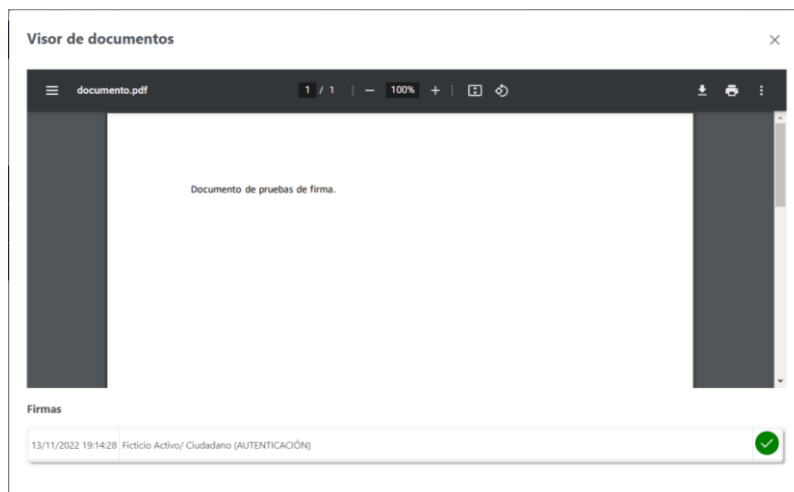 Visor de documentos
documento.pdf 1 / 1 100%
Documento de pruebas de firma.
Firmas
13/11/2022 19:14:28 Ficticio Activo/ Ciudadano (AUTENTICACIÓN)